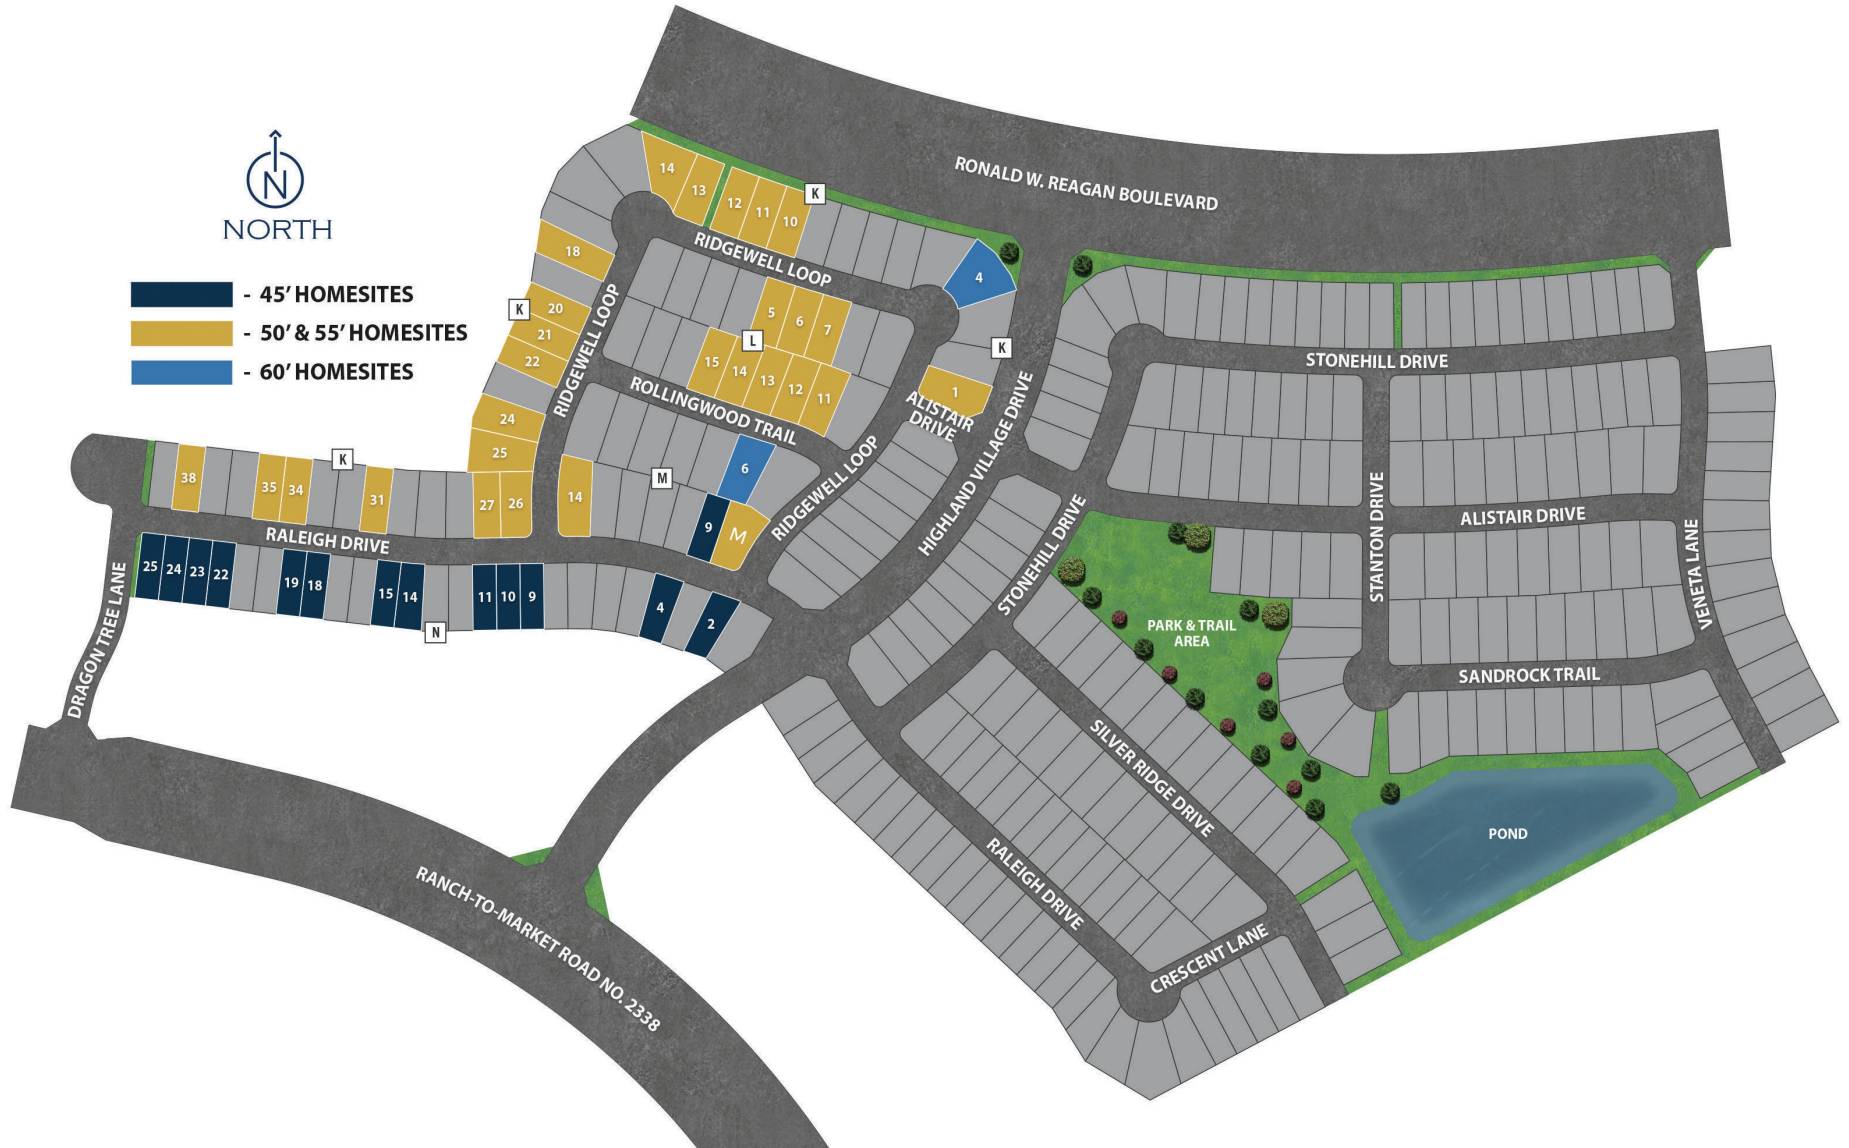 N
NORTH
- 45' HOMESITES
- 50' & 55' HOMESITES
- 60' HOMESITES
RONALD W. REAGAN BOULEVARD
14
13
12
11
10
K
4
RIDGEWELL LOOP
18
K
20
21
22
24
25
RIDGEWELL LOOP
5
6
7
L
15
14
13
12
11
K
1
ALISTAIR
DRIVE
ROLLINGWOOD TRAIL
6
M
14
9
M
RIDGEWELL LOOP
HIGHLAND VILLAGE DRIVE
38
35
34
K
31
27
26
RALEIGH DRIVE
25
24
23
22
19
18
15
14
11
10
9
4
2
N
DRAGON TREE LANE
STONEHILL DRIVE
STONEHILL DRIVE
STANTON DRIVE
ALISTAIR DRIVE
VENETA LANE
PARK & TRAIL
AREA
SANDROCK TRAIL
SILVER RIDGE DRIVE
POND
RALEIGH DRIVE
CRESCENT LANE
RANCH-TO-MARKET ROAD NO. 2338